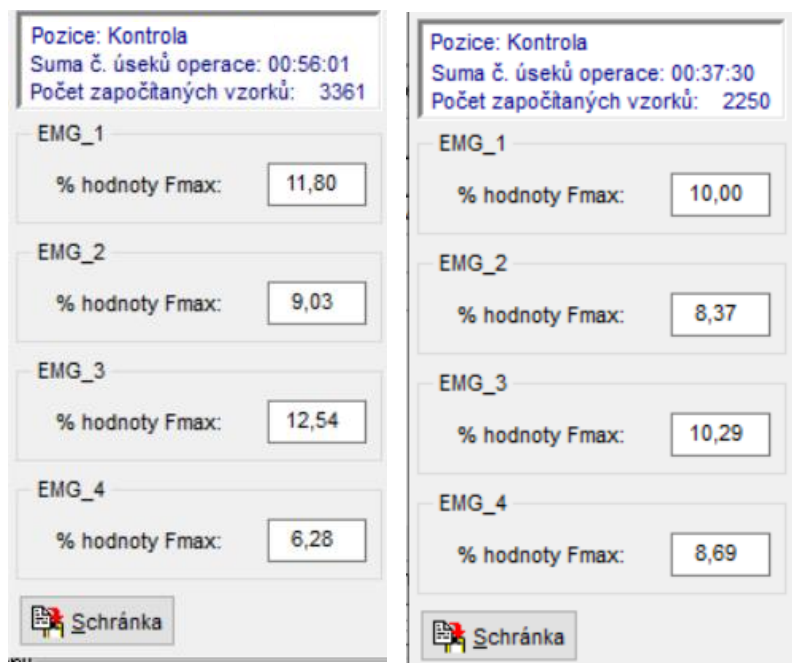 Pozice: Kontrola
Suma č. úseků operace: 00:56:01
Počet započítaných vzorků: 3361
EMG_1
% hodnoty Fmax: 11,80
EMG_2
% hodnoty Fmax: 9,03
EMG_3
% hodnoty Fmax: 12,54
EMG_4
% hodnoty Fmax: 6,28
Schránka
Pozice: Kontrola
Suma č. úseků operace: 00:37:30
Počet započítaných vzorků: 2250
EMG_1
% hodnoty Fmax: 10,00
EMG_2
% hodnoty Fmax: 8,37
EMG_3
% hodnoty Fmax: 10,29
EMG_4
% hodnoty Fmax: 8,69
Schránka